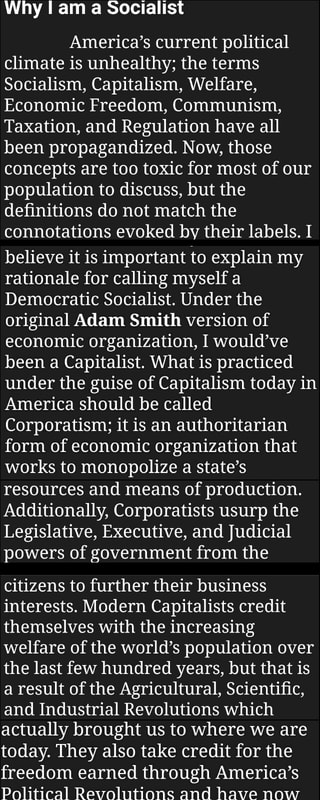 Why I am a Socialist
America's current political
climate is unhealthy; the terms
Socialism, Capitalism, Welfare,
Economic Freedom, Communism,
Taxation, and Regulation have all
been propagandized. Now, those
concepts are too toxic for most of our
population to discuss, but the
definitions do not match the
connotations evoked by their labels. I
believe it is important to explain my
rationale for calling myself a
Democratic Socialist. Under the
original Adam Smith version of
economic organization, I would've
been a Capitalist. What is practiced
under the guise of Capitalism today in
America should be called
Corporatism; it is an authoritarian
form of economic organization that
works to monopolize a state's
resources and means of production.
Additionally, Corporatists usurp the
Legislative, Executive, and Judicial
powers of government from the
citizens to further their business
interests. Modern Capitalists credit
themselves with the increasing
welfare of the world's population over
the last few hundred years, but that is
a result of the Agricultural, Scientific,
and Industrial Revolutions which
actually brought us to where we are
today. They also take credit for the
freedom earned through America's
Political Revolutions and have now